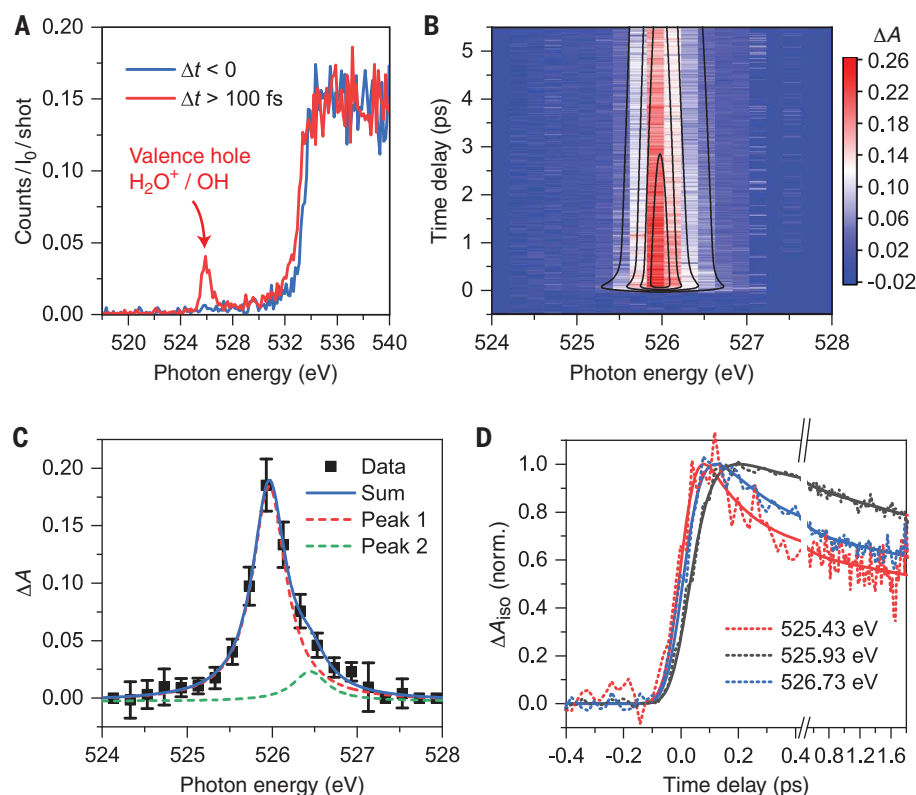 A
0.20
0.15
0.10
0.05
0.00
Counts / I₀ / shot
Δt < 0
Δt > 100 fs
Valence hole
H₂O⁺ / OH
520 524 528 532 536 540
Photon energy (eV)
B
5
4
3
2
1
0
Time delay (ps)
524 525 526 527 528
Photon energy (eV)
ΔA
0.26
0.22
0.18
0.14
0.10
0.06
0.02
-0.02
C
0.20
0.15
0.10
0.05
0.00
ΔA
Data
Sum
Peak 1
Peak 2
524 525 526 527 528
Photon energy (eV)
D
1.0
0.8
0.6
0.4
0.2
0.0
ΔA_iso (norm.)
525.43 eV
525.93 eV
526.73 eV
-0.4 -0.2 0.0 0.2 0.4 0.8 1.2 1.6
Time delay (ps)